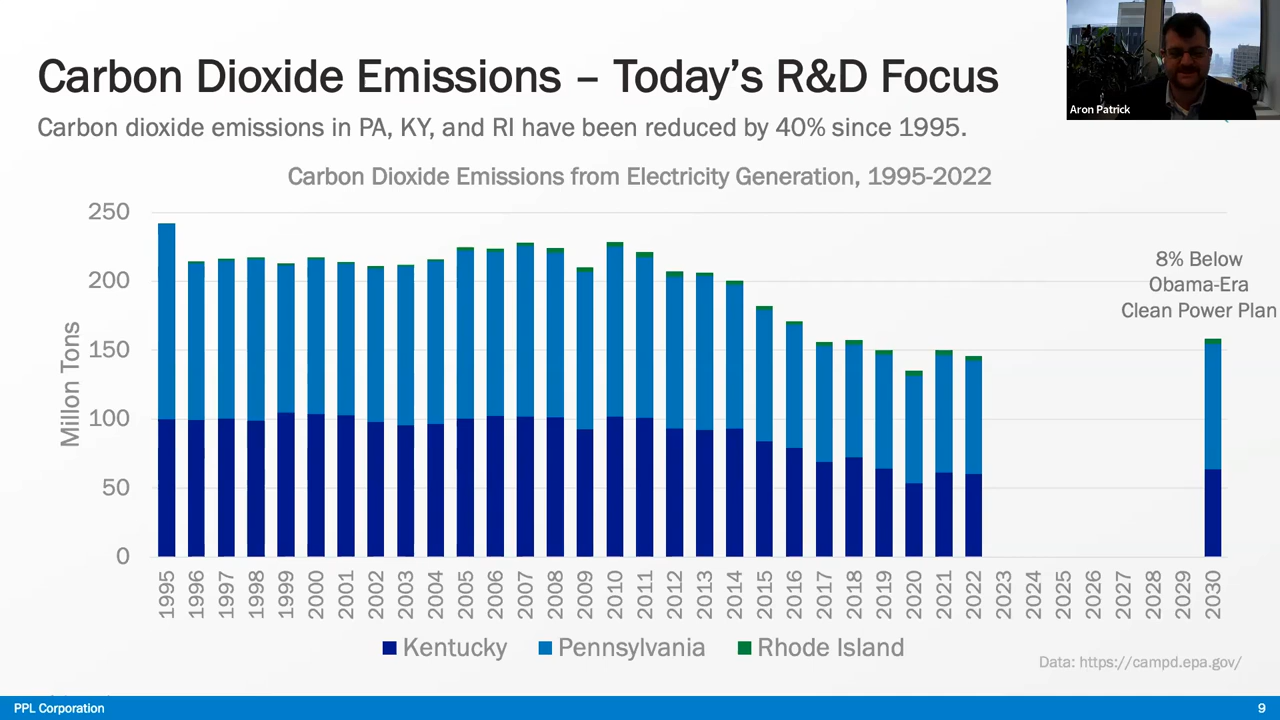 Carbon Dioxide Emissions – Today's R&D Focus
Aron Patrick
Carbon dioxide emissions in PA, KY, and RI have been reduced by 40% since 1995.
Carbon Dioxide Emissions from Electricity Generation, 1995-2022
Millon Tons
250
200
150
100
50
0
8% Below
Obama-Era
Clean Power Plan
1995 1996 1997 1998 1999 2000 2001 2002 2003 2004 2005 2006 2007 2008 2009 2010 2011 2012 2013 2014 2015 2016 2017 2018 2019 2020 2021 2022 2023 2024 2025 2026 2027 2028 2029 2030
Kentucky Pennsylvania Rhode Island
Data: https://campd.epa.gov/
PPL Corporation 9